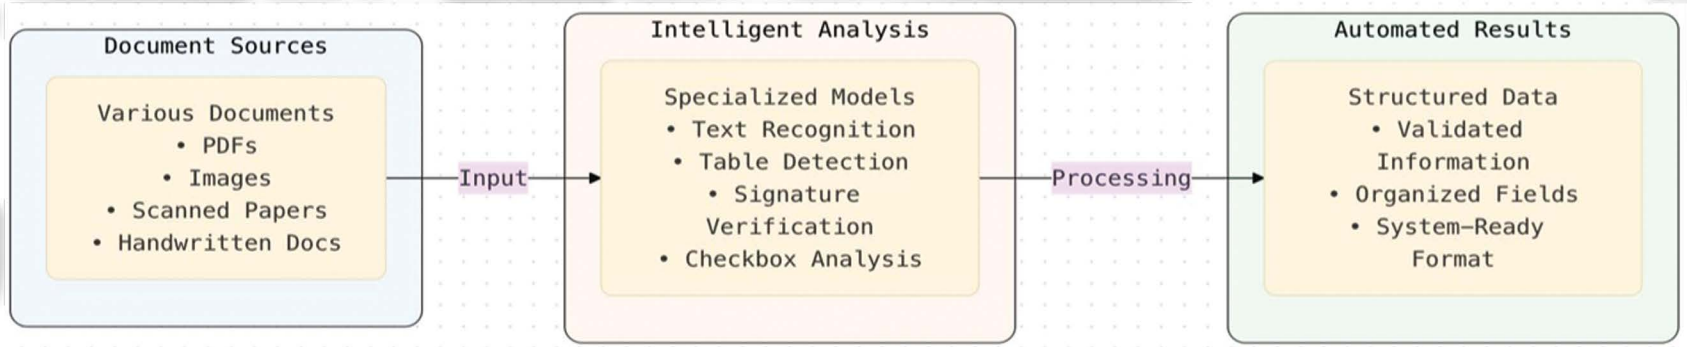 Document Sources
Various Documents
• PDFs
• Images
• Scanned Papers
• Handwritten Docs
Input
Intelligent Analysis
Specialized Models
• Text Recognition
• Table Detection
• Signature
Verification
• Checkbox Analysis
Processing
Automated Results
Structured Data
• Validated
Information
• Organized Fields
• System-Ready
Format